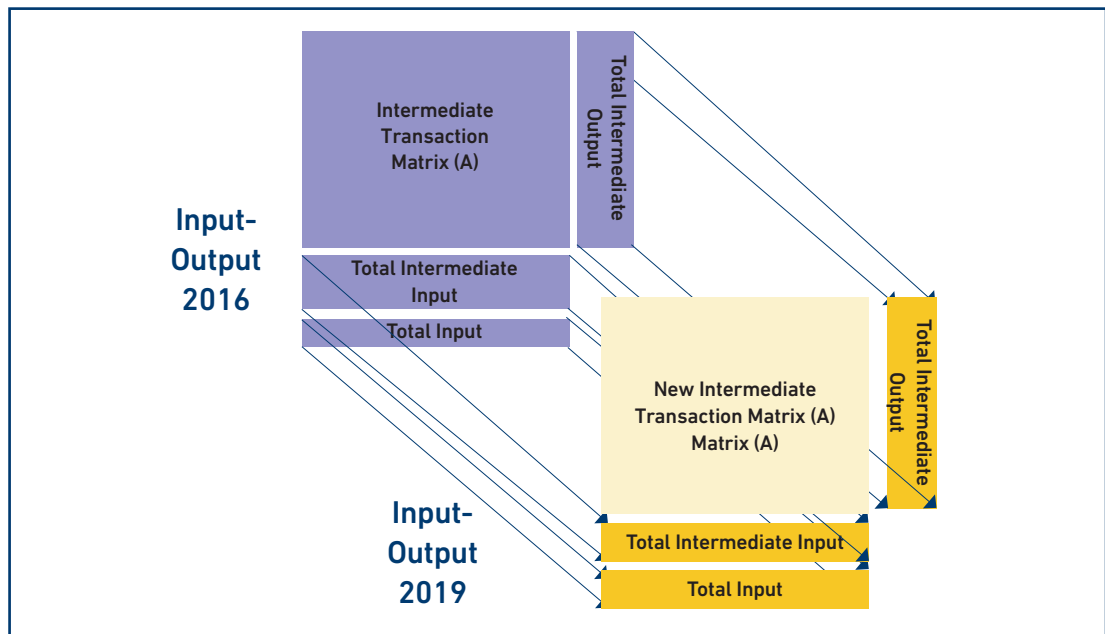 Intermediate
Transaction
Matrix (A)
Total Intermediate
Output
Input-
Output
2016
Total Intermediate
Input
Total Input
New Intermediate
Transaction Matrix (A)
Matrix (A)
Total Intermediate
Output
Input-
Output
2019
Total Intermediate Input
Total Input